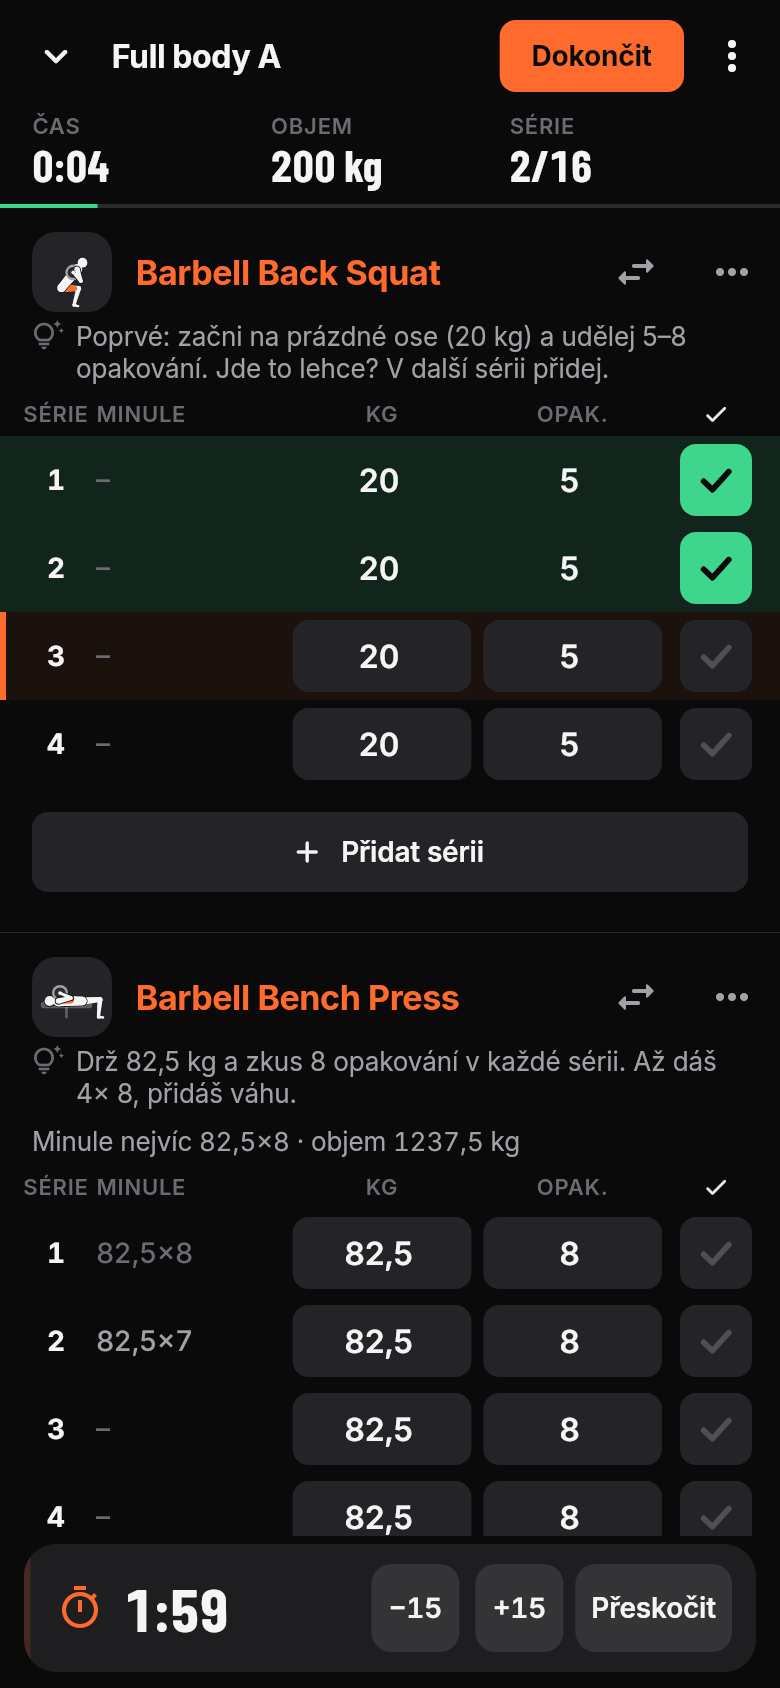 Full body A
Dokončit
ČAS OBJEM SÉRIE
0:04 200 kg 2/16
Barbell Back Squat
Poprvé: začni na prázdné ose (20 kg) a udělej 5–8
opakování. Jde to lehce? V další sérii přidej.
SÉRIE MINULE KG OPAK.
1 – 20 5
2 – 20 5
3 – 20 5
4 – 20 5
+ Přidat sérii
Barbell Bench Press
Drž 82,5 kg a zkus 8 opakování v každé sérii. Až dáš
4× 8, přidáš váhu.
Minule nejvíc 82,5×8 · objem 1237,5 kg
SÉRIE MINULE KG OPAK.
1 82,5×8 82,5 8
2 82,5×7 82,5 8
3 – 82,5 8
4 – 82,5 8
1:59 −15 +15 Přeskočit